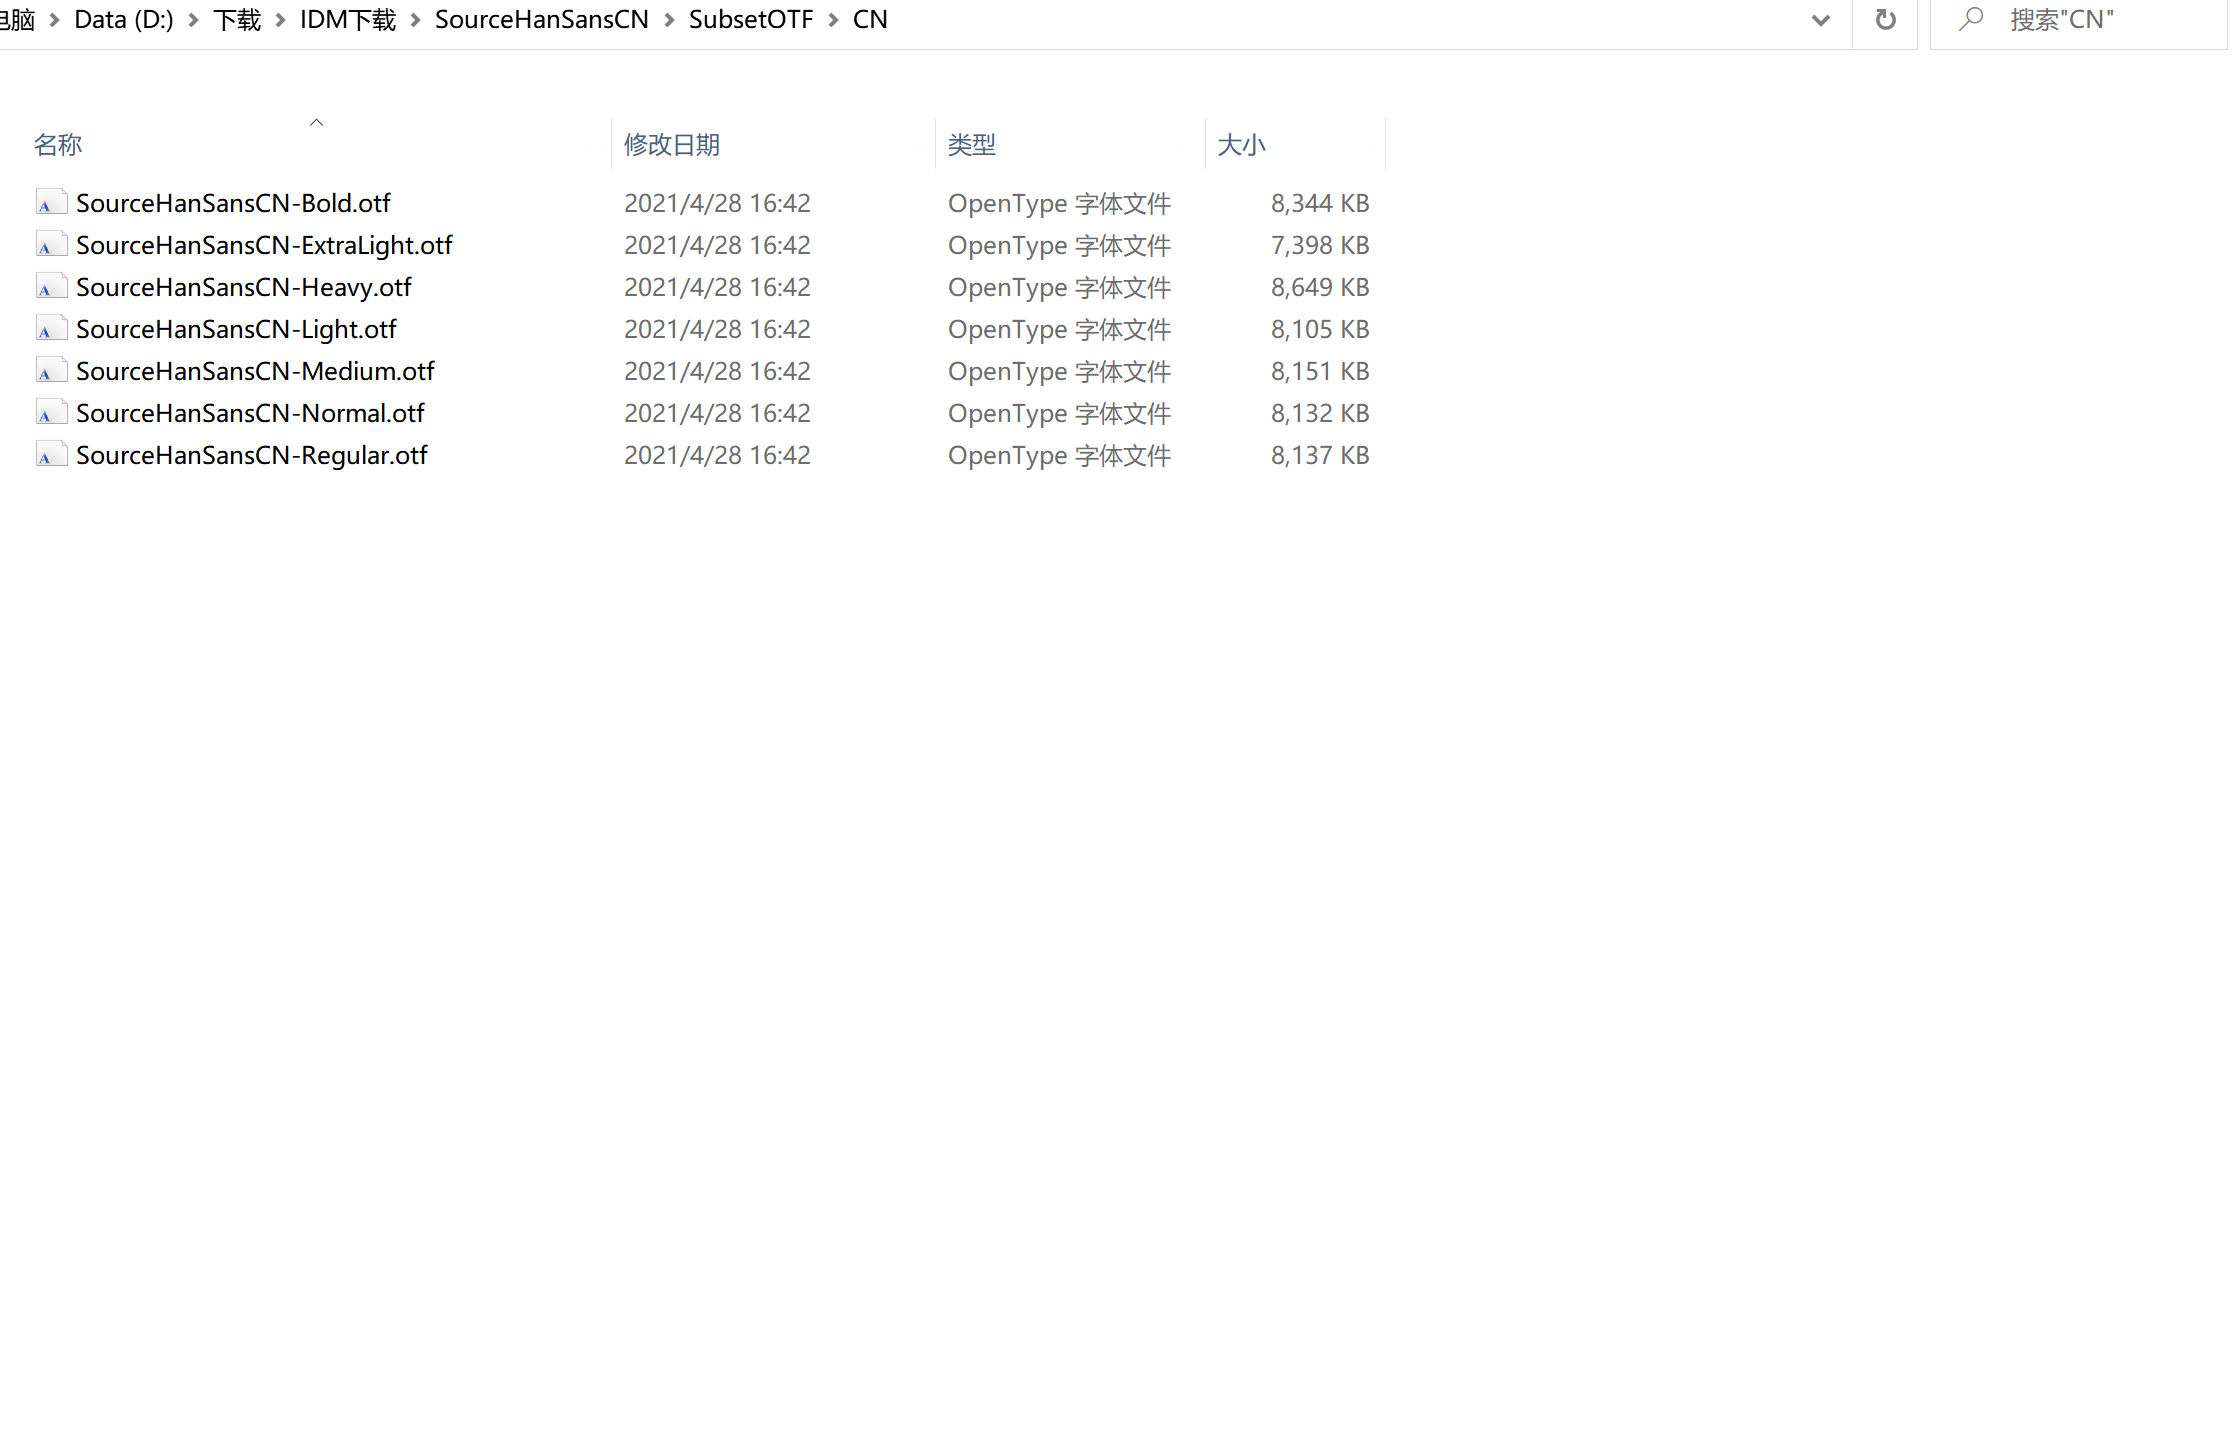 电脑 > Data (D:) > 下载 > IDM下载 > SourceHanSansCN > SubsetOTF > CN 搜索"CN"
名称 修改日期 类型 大小
SourceHanSansCN-Bold.otf 2021/4/28 16:42 OpenType 字体文件 8,344 KB
SourceHanSansCN-ExtraLight.otf 2021/4/28 16:42 OpenType 字体文件 7,398 KB
SourceHanSansCN-Heavy.otf 2021/4/28 16:42 OpenType 字体文件 8,649 KB
SourceHanSansCN-Light.otf 2021/4/28 16:42 OpenType 字体文件 8,105 KB
SourceHanSansCN-Medium.otf 2021/4/28 16:42 OpenType 字体文件 8,151 KB
SourceHanSansCN-Normal.otf 2021/4/28 16:42 OpenType 字体文件 8,132 KB
SourceHanSansCN-Regular.otf 2021/4/28 16:42 OpenType 字体文件 8,137 KB